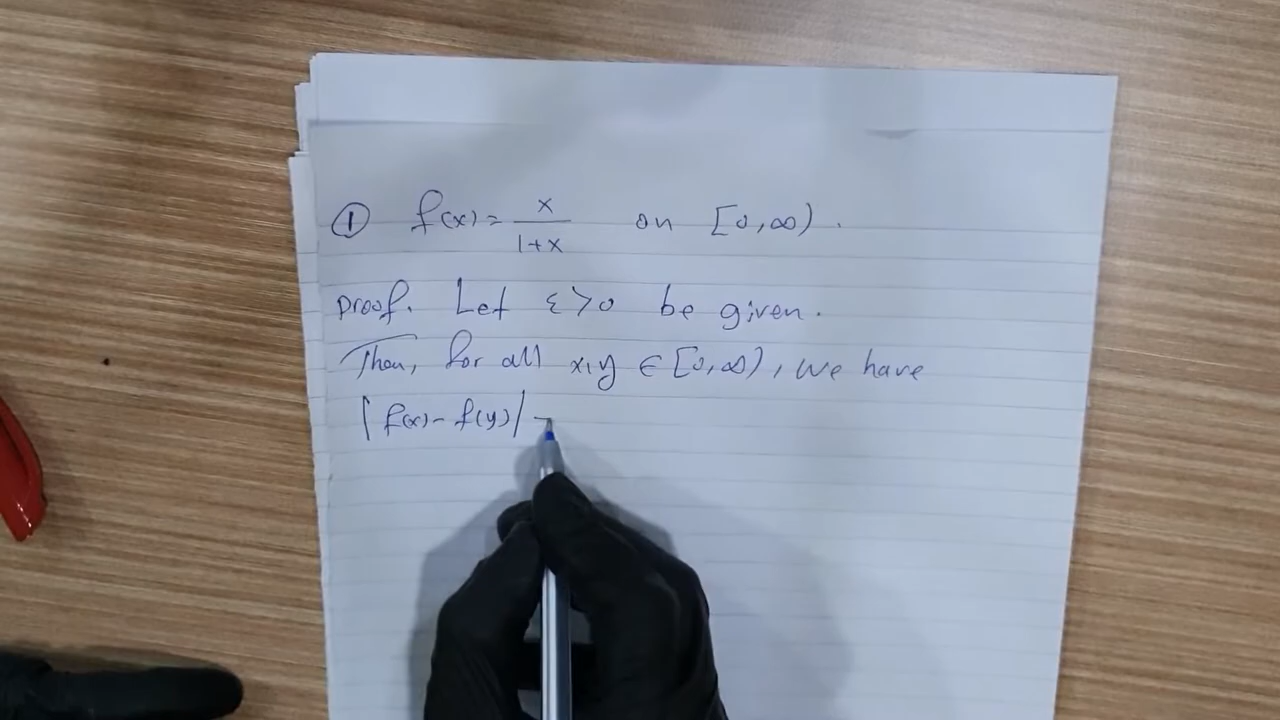 ① f(x) = x/(1+x) on [0,∞).
Proof. Let ε>0 be given.
Then, for all x,y ∈ [0,∞), we have
|f(x) - f(y)|